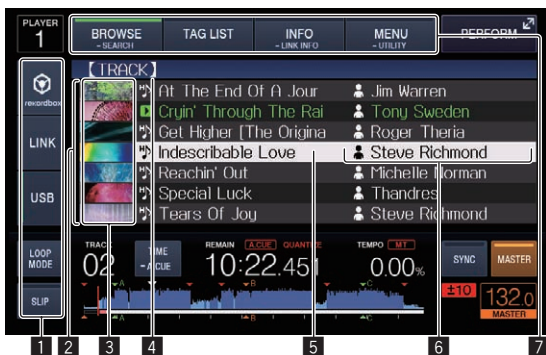 PLAYER
1
BROWSE
- SEARCH
TAG LIST
INFO
- LINK INFO
MENU
- UTILITY
PERFORM
[TRACK]
rekordbox
LINK
USB
At The End Of A Jour
Jim Warren
Cryin' Through The Rai
Tony Sweden
Get Higher [The Origina
Roger Theria
Indescribable Love
Steve Richmond
Reachin' Out
Michelle Norman
Special Luck
Thandres
Tears Of Joy
Steve Richmond
LOOP
MODE
SLIP
TRACK
02
TIME
- A.CUE
REMAIN
A.CUE
QUANTIZE
10:22.451
TEMPO
MT
0.00%
SYNC
MASTER
A
B
C
A
B
C
±10
132.0
MASTER
1 2 3 4 5 6 7